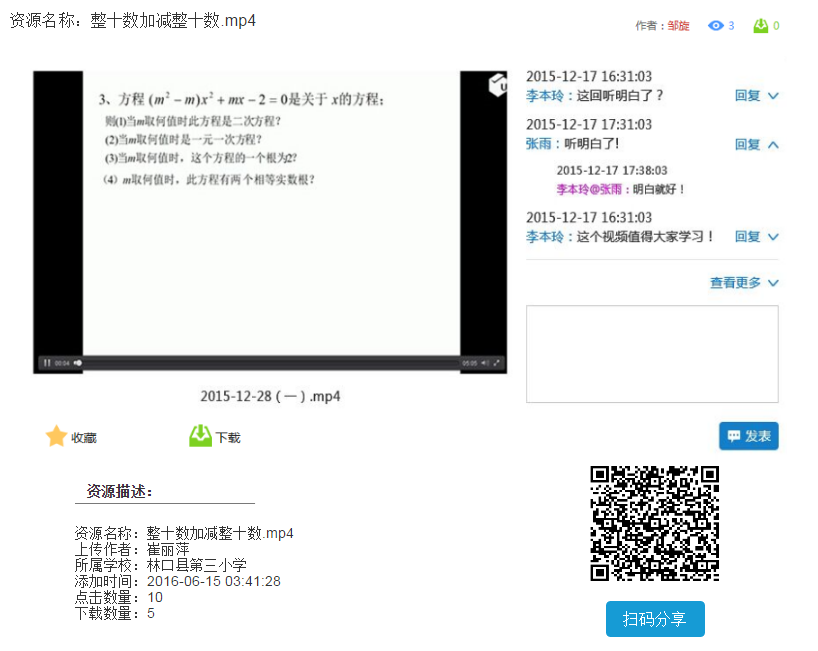 资源名称：整十数加减整十数.mp4
作者：邹旋 3 0
3、方程 (m² − m)x² + mx − 2 = 0是关于 x的方程；
则(1)当m取何值时此方程是二次方程？
(2)当m取何值时是一元一次方程？
(3)当m取何值时，这个方程的一个根为2？
（4）m取何值时，此方程有两个相等实数根？
00:04 05:05
2015-12-28 ( 一 ) .mp4
收藏 下载
2015-12-17 16:31:03
李本玲：这回听明白了？ 回复
2015-12-17 17:31:03
张雨：听明白了! 回复
2015-12-17 17:38:03
李本玲@张雨：明白就好！
2015-12-17 16:31:03
李本玲：这个视频值得大家学习！ 回复
查看更多
发表
资源描述：
资源名称：整十数加减整十数.mp4
上传作者：崔丽萍
所属学校：林口县第三小学
添加时间：2016-06-15 03:41:28
点击数量：10
下载数量：5
扫码分享